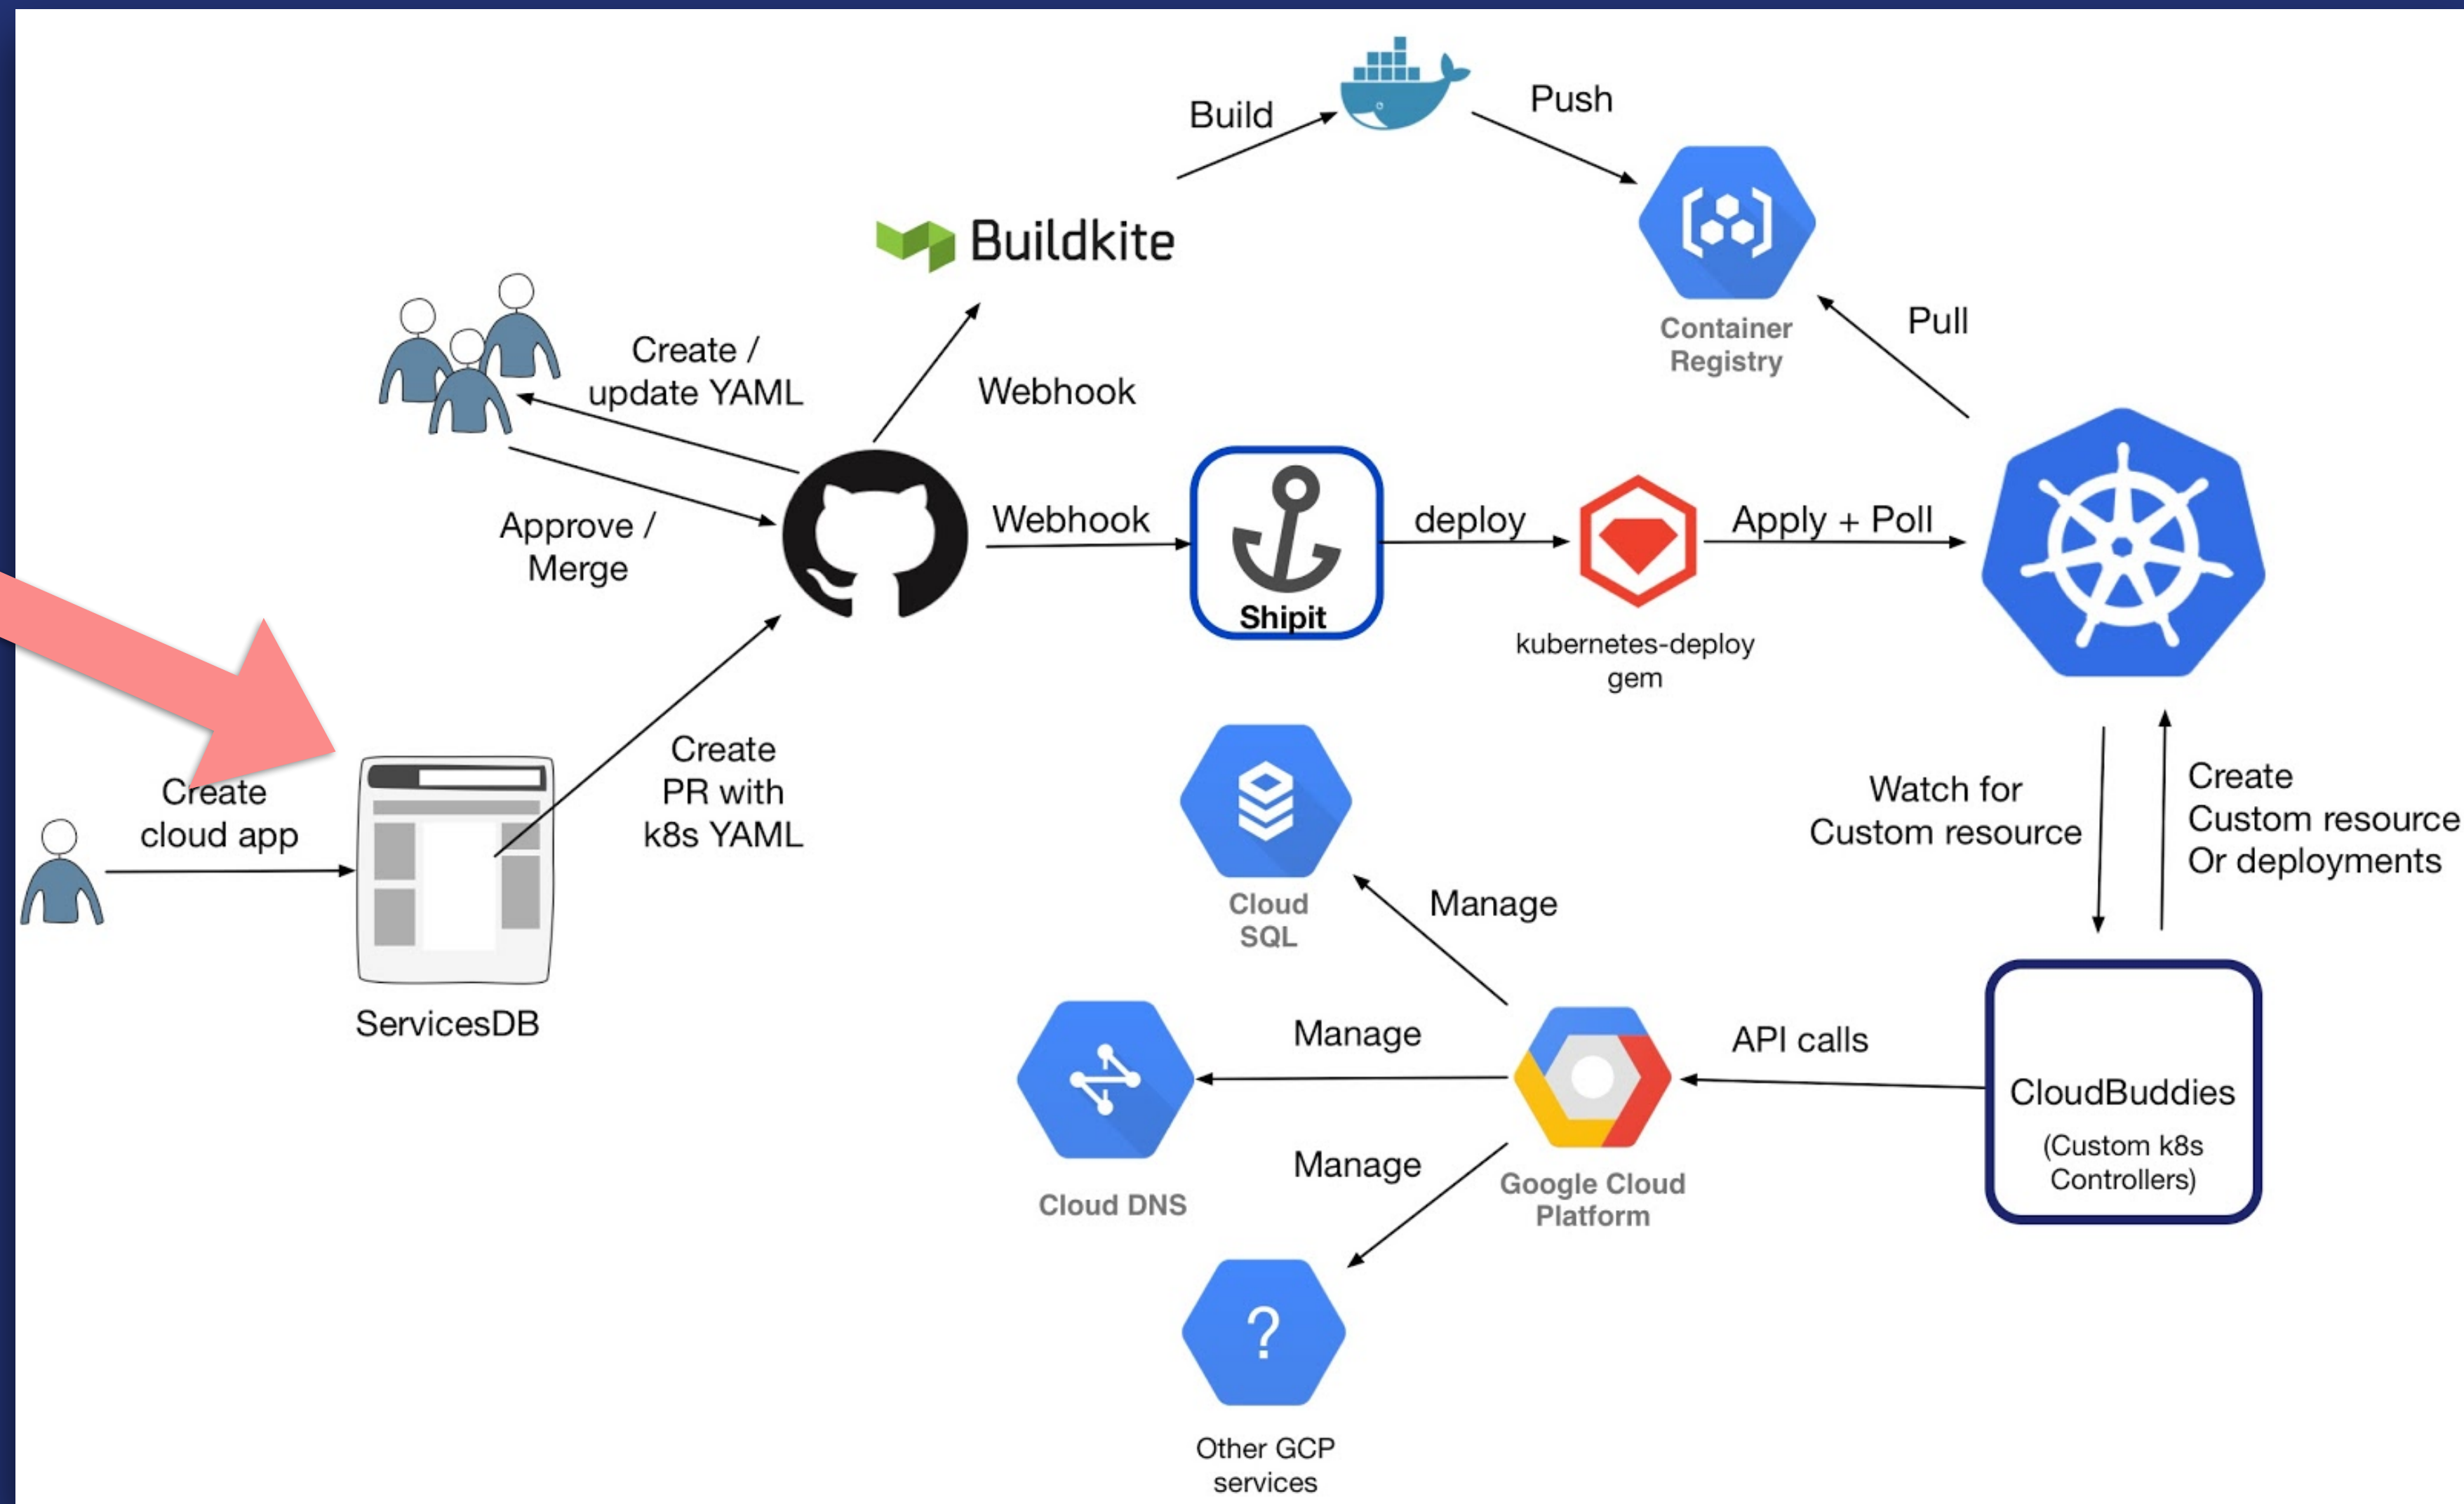 Build
Push
Buildkite
Container
Registry
Pull
Create /
update YAML
Webhook
Approve /
Merge
Webhook
Shipit
deploy
kubernetes-deploy
gem
Apply + Poll
Create
cloud app
ServicesDB
Create
PR with
k8s YAML
Cloud
SQL
Manage
Watch for
Custom resource
Create
Custom resource
Or deployments
Cloud DNS
Manage
Manage
Google Cloud
Platform
API calls
CloudBuddies
(Custom k8s
Controllers)
?
Other GCP
services